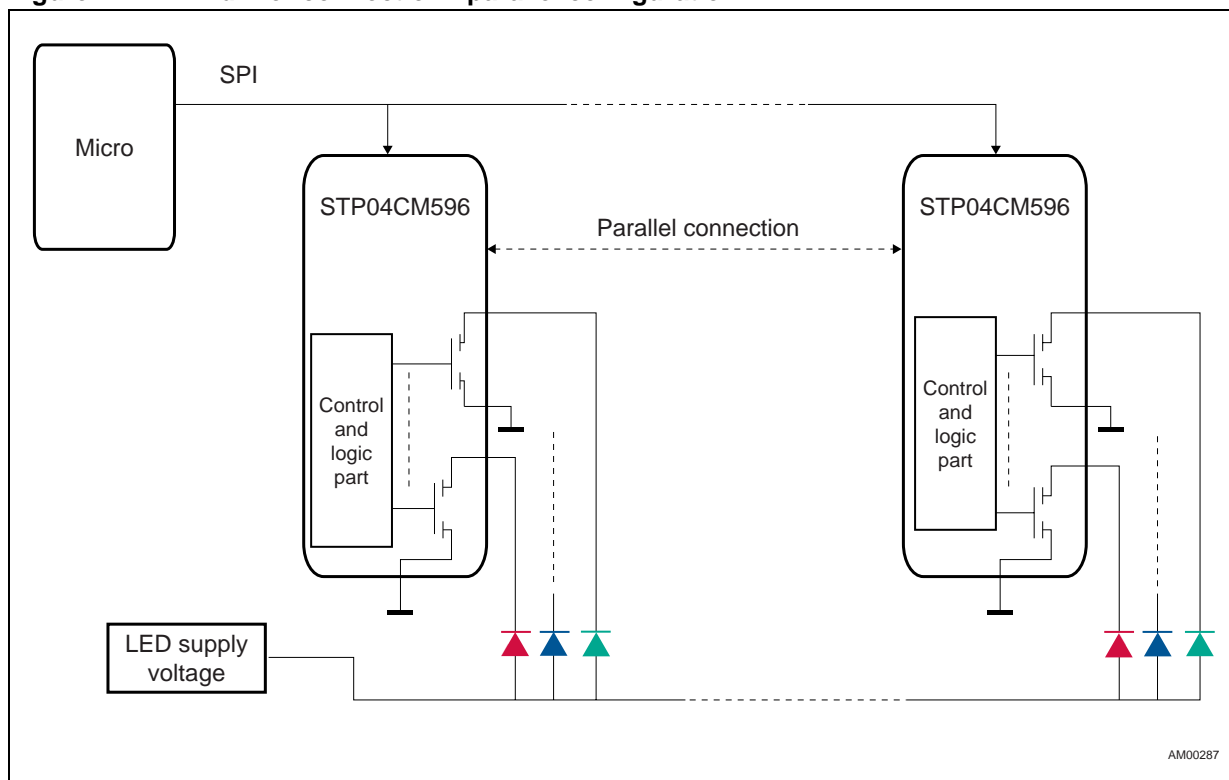 SPI
Micro
STP04CM596
STP04CM596
Parallel connection
Control
and
logic
part
Control
and
logic
part
LED supply
voltage
AM00287